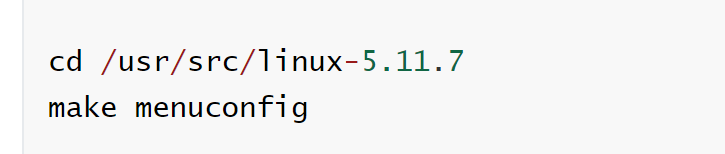 cd /usr/src/linux-5.11.7
make menuconfig